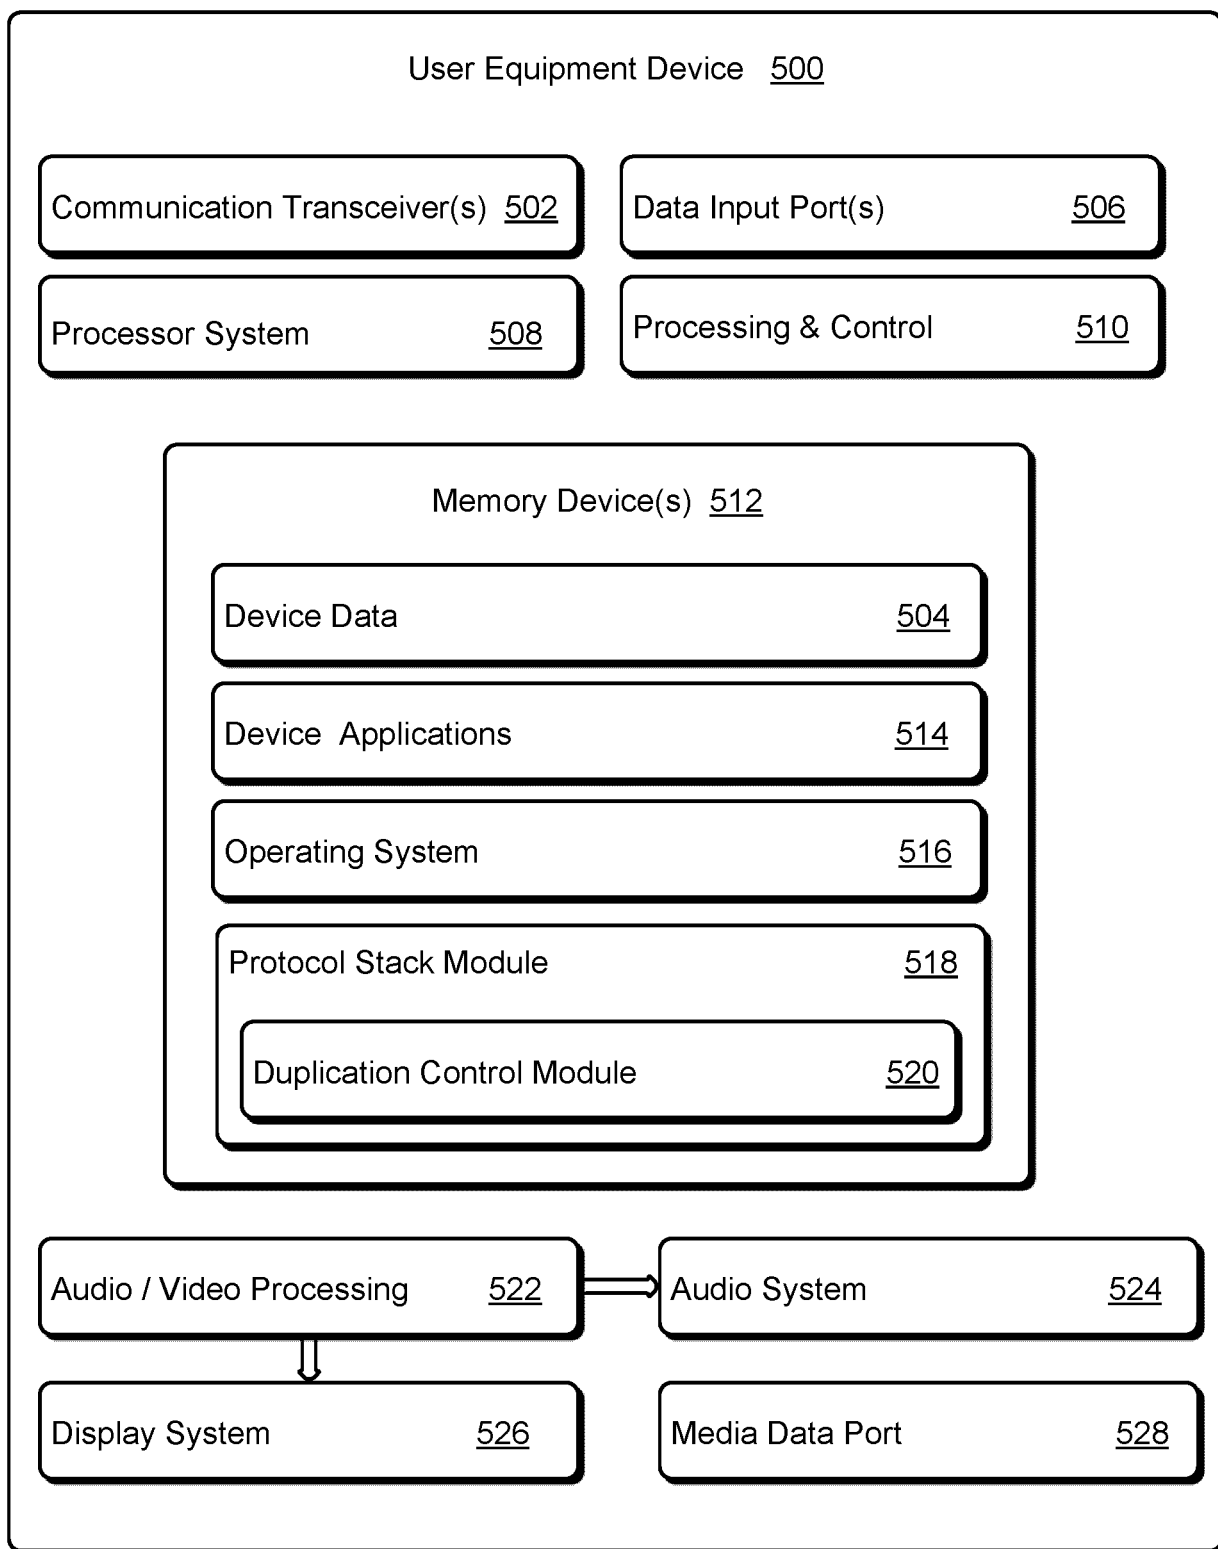 User Equipment Device 500
Communication Transceiver(s) 502
Data Input Port(s) 506
Processor System 508
Processing & Control 510
Memory Device(s) 512
Device Data 504
Device Applications 514
Operating System 516
Protocol Stack Module 518
Duplication Control Module 520
Audio / Video Processing 522
Audio System 524
Display System 526
Media Data Port 528